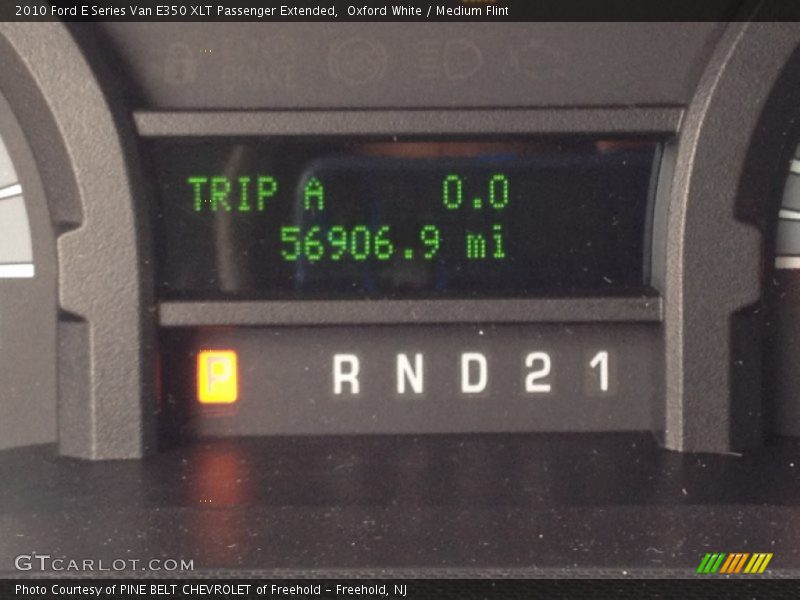 2010 Ford E Series Van E350 XLT Passenger Extended,  Oxford White / Medium Flint
BRAKE
TRIP A 0.0
56906.9 mi
P R N D 2 1
GTCARLOT.COM
Photo Courtesy of PINE BELT CHEVROLET of Freehold – Freehold, NJ